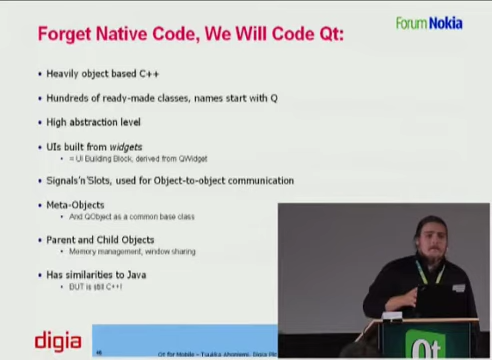 Forum Nokia
Forget Native Code, We Will Code Qt:
• Heavily object based C++
• Hundreds of ready-made classes, names start with Q
• High abstraction level
• UIs built from widgets
• = UI Building Block, derived from QWidget
• Signals'n'Slots, used for Object-to-object communication
• Meta-Objects
• And QObject as a common base class
• Parent and Child Objects
• Memory management, window sharing
• Has similarities to Java
• BUT is still C++!
digia
Qt for Mobile –
Qt